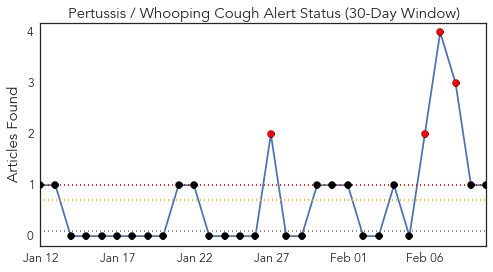 Pertussis / Whooping Cough Alert Status (30-Day Window)
Articles Found
4
3
2
1
0
Jan 12
Jan 17
Jan 22
Jan 27
Feb 01
Feb 06